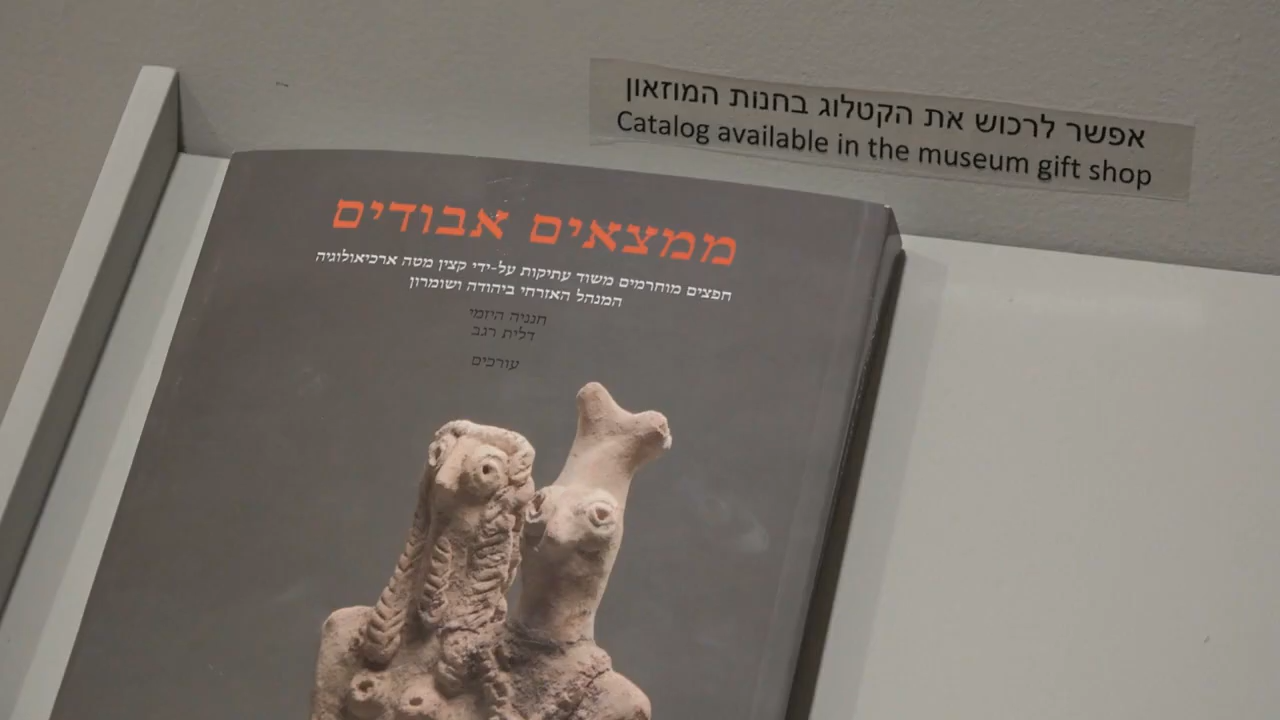 אפשר לרכוש את הקטלוג בחנות המוזאון
Catalog available in the museum gift shop
ממצאים אבודים
חפצים מוחרמים משוד עתיקות על-ידי קצין מטה ארכיאולוגיה
המנהל האזרחי ביהודה ושומרון
חנניה היזמי
דלית רגב
עורכים